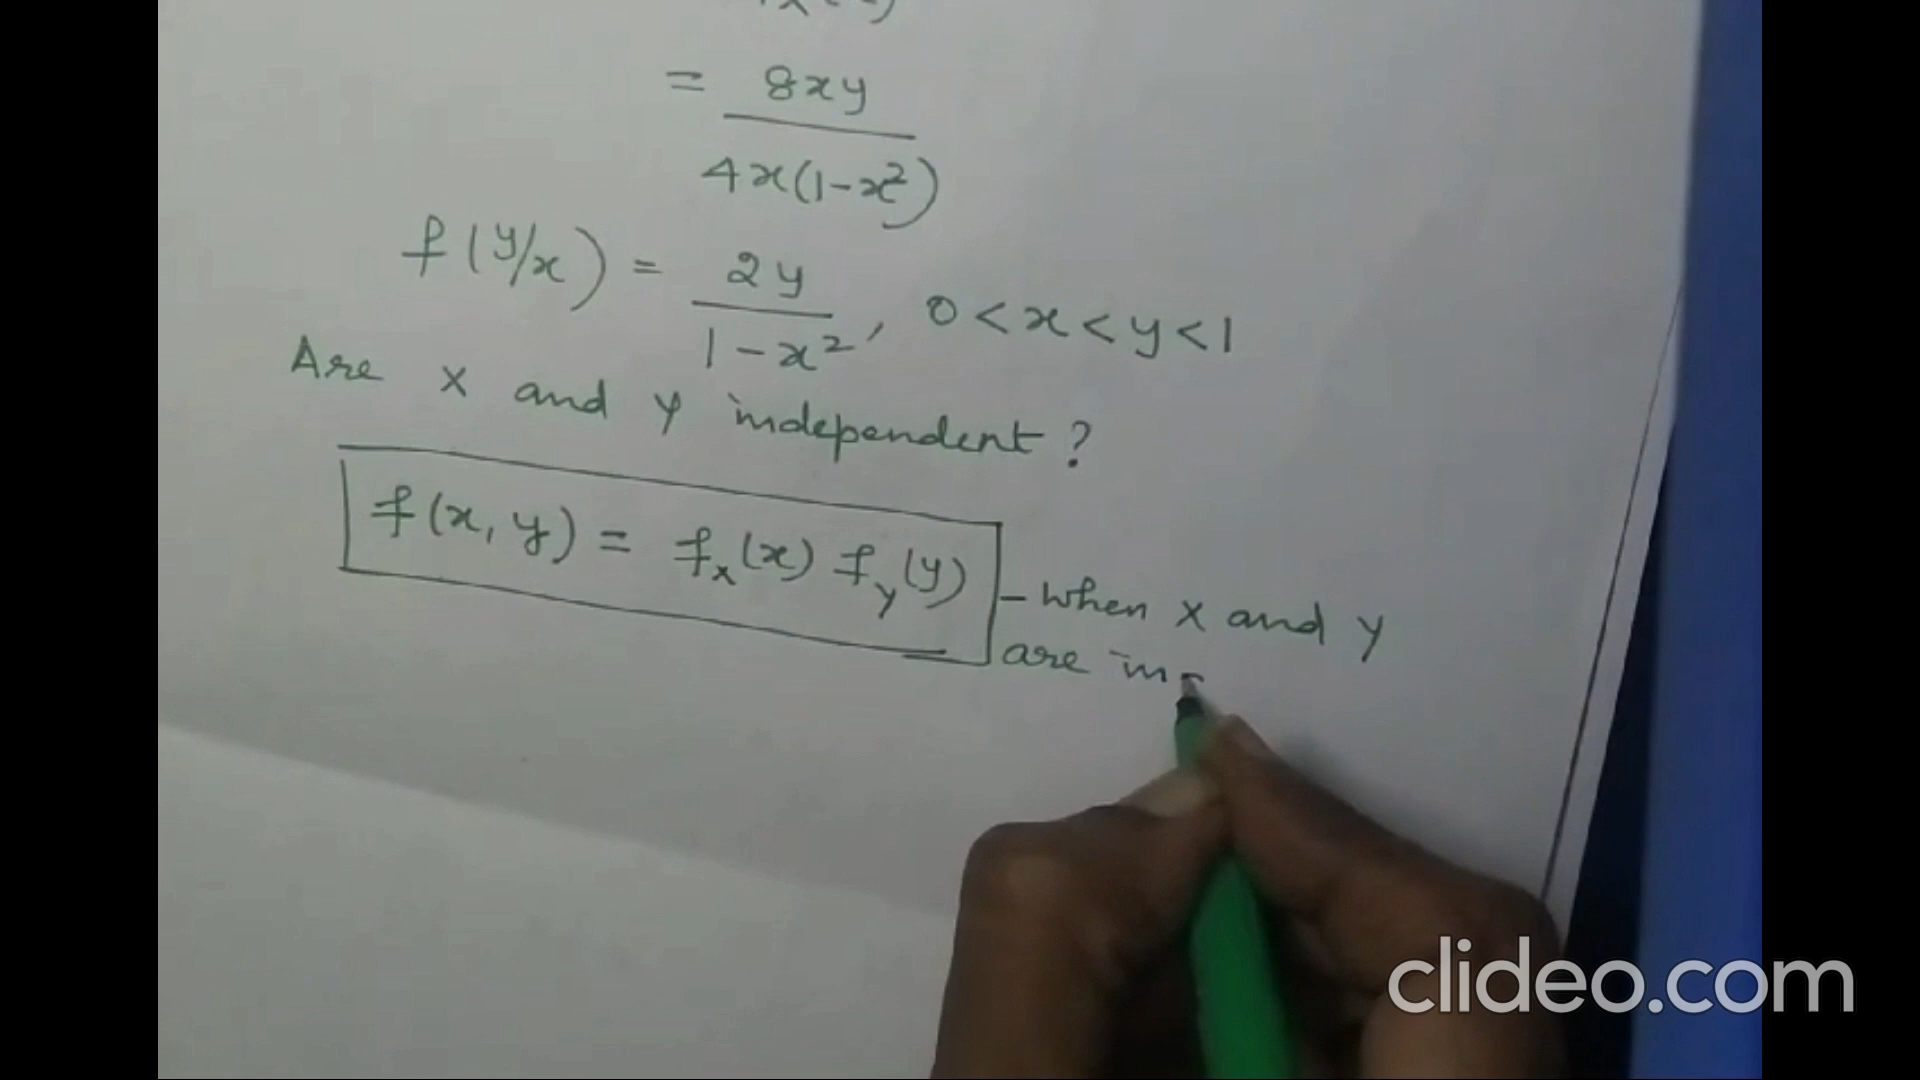 = 8xy
4x(1-x²)
f(y/x) = 2y
1-x² , 0<x<y<1
Are X and Y independent?
f(x, y) = fₓ(x) fᵧ(y)
- when X and Y
are in
clideo.com